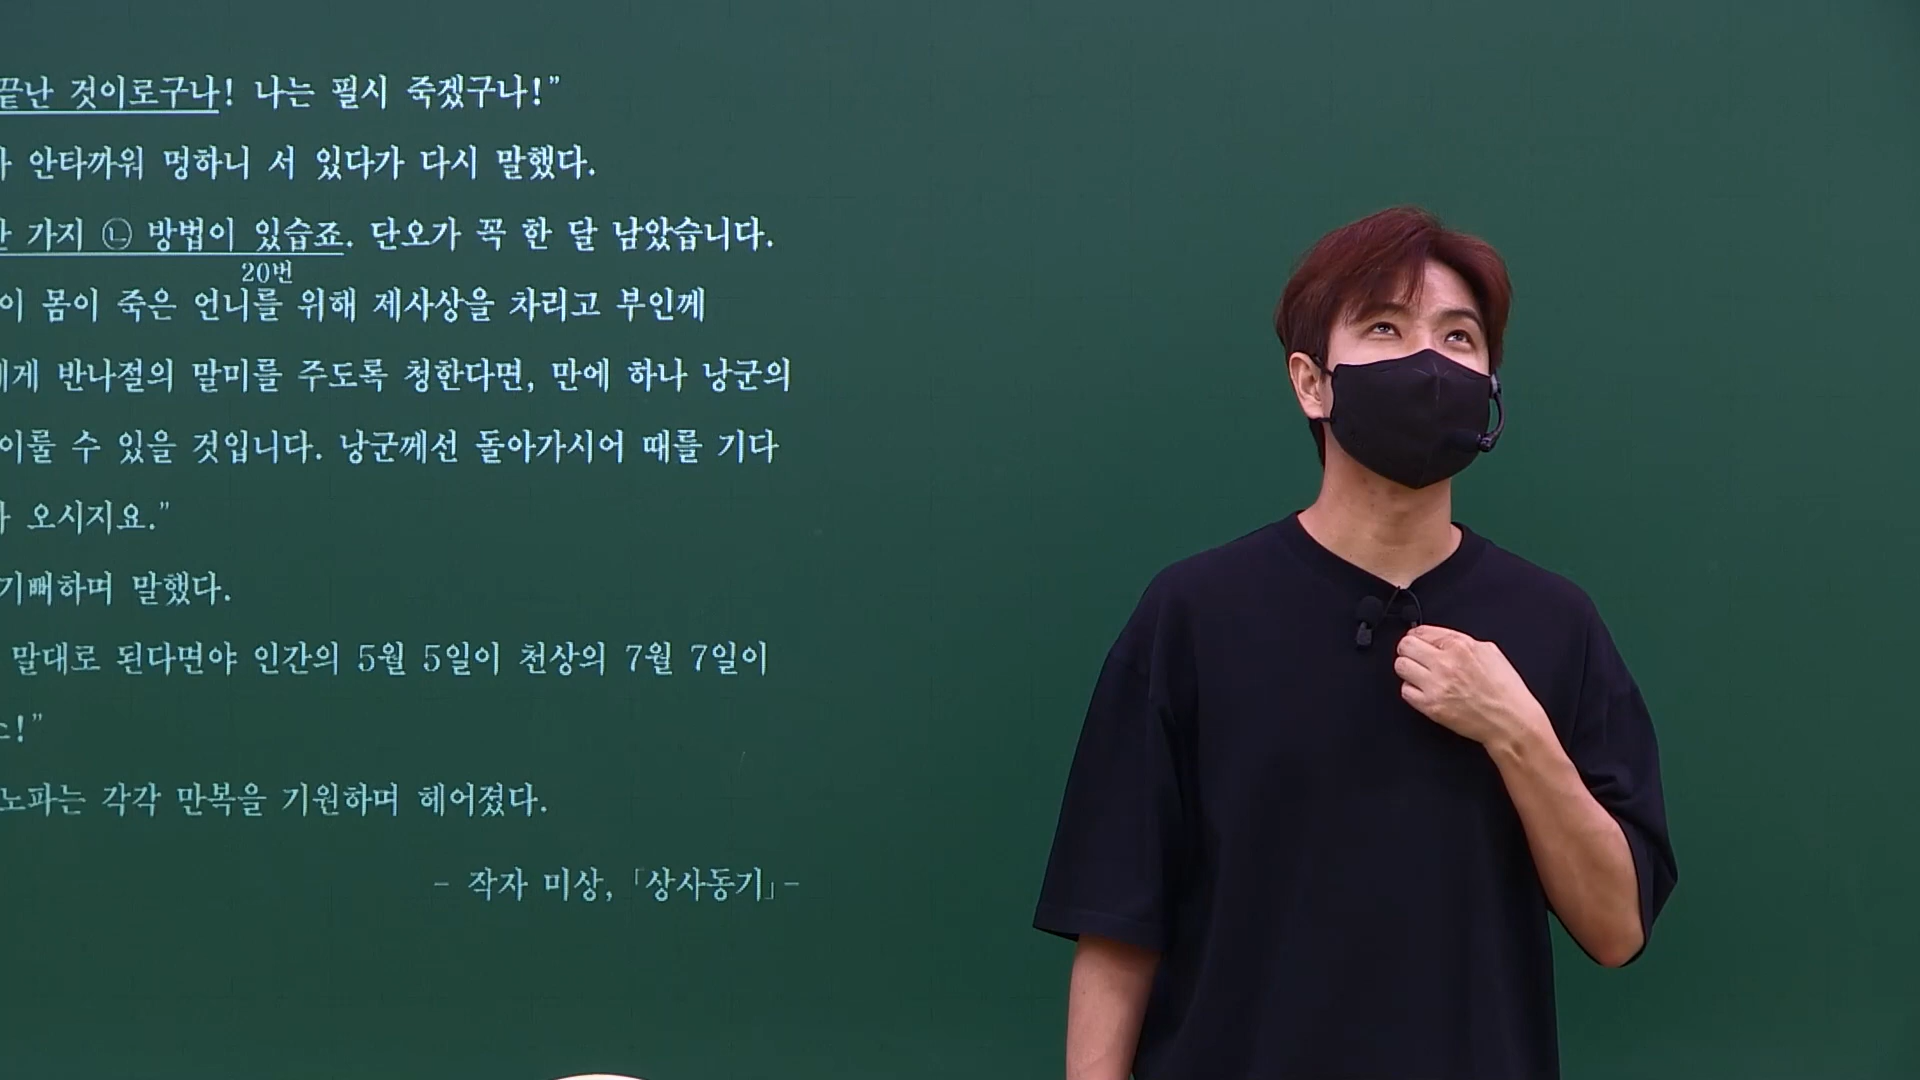 끝난 것이로구나! 나는 필시 죽겠구나!”
안타까워 멍하니 서 있다가 다시 말했다.
가지 ㉡ 방법이 있습죠. 단오가 꼭 한 달 남았습니다.
20번
이 몸이 죽은 언니를 위해 제사상을 차리고 부인께
에게 반나절의 말미를 주도록 청한다면, 만에 하나 낭군의
이룰 수 있을 것입니다. 낭군께선 돌아가시어 때를 기다
오시지요.”
기뻐하며 말했다.
말대로 된다면야 인간의 5월 5일이 천상의 7월 7일이
!”
노파는 각각 만복을 기원하며 헤어졌다.
- 작자 미상, 「상사동기」-